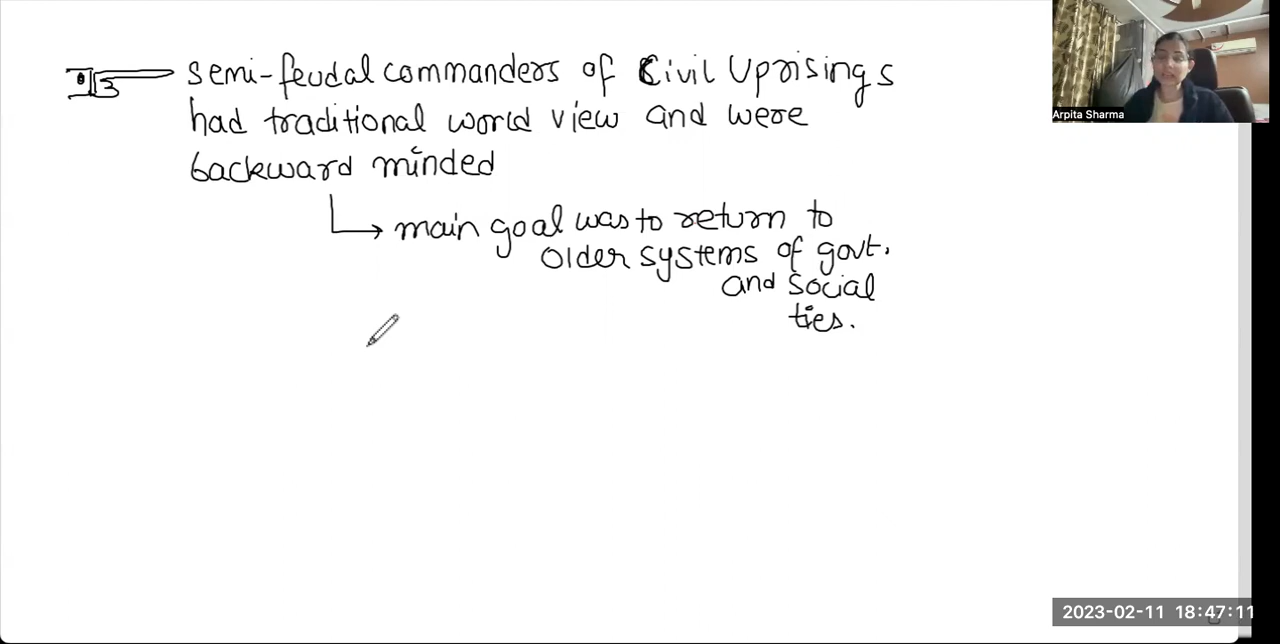 semi-feudal commanders of Civil Uprisings
had traditional world view and were
backward minded
main goal was to return to
older systems of govt.
and social
ties.
Arpita Sharma
2023-02-11 18:47:11